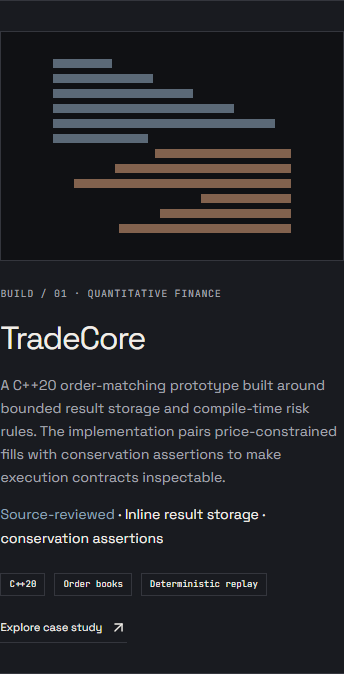 BUILD / 01 · QUANTITATIVE FINANCE
TradeCore
A C++20 order-matching prototype built around
bounded result storage and compile-time risk
rules. The implementation pairs price-constrained
fills with conservation assertions to make
execution contracts inspectable.
Source-reviewed · Inline result storage ·
conservation assertions
C++20 Order books Deterministic replay
Explore case study ↗